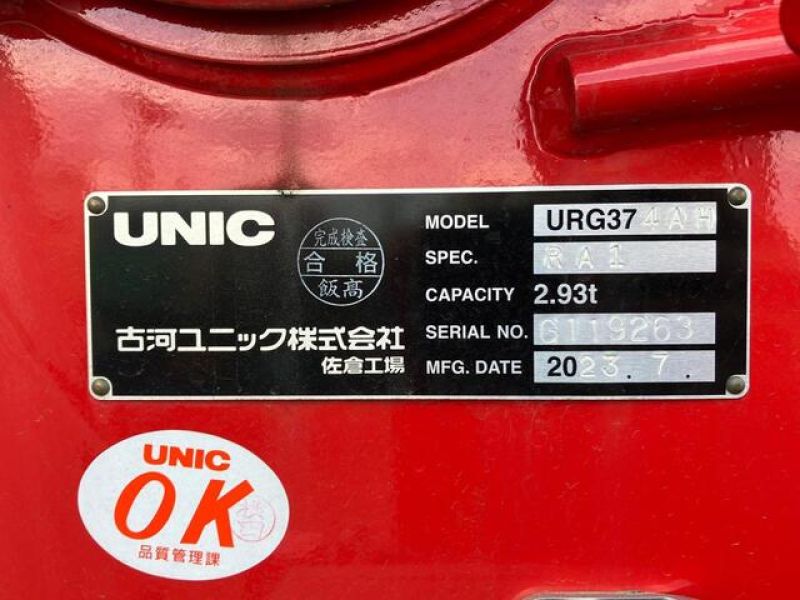 UNIC
完成検査
合格
飯高
古河ユニック株式会社
佐倉工場
MODEL URG374AH
SPEC. RA1
CAPACITY 2.93t
SERIAL NO. G119263
MFG. DATE 2023.7.
UNIC
OK
品質管理課